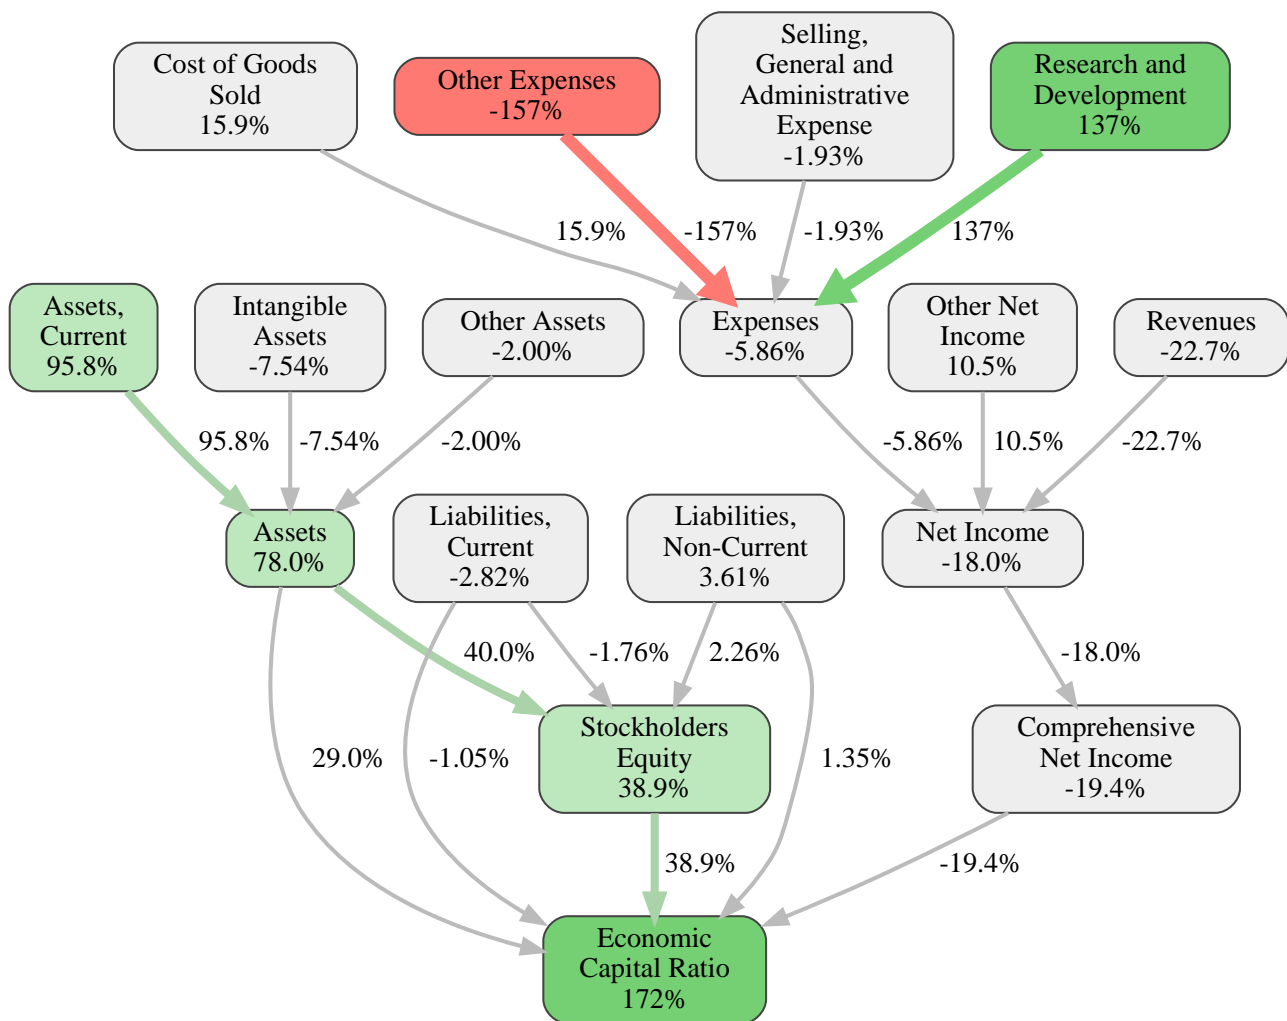 Cost of Goods
Sold
15.9%
Other Expenses
-157%
Selling,
General and
Administrative
Expense
-1.93%
Research and
Development
137%
15.9%
-157%
-1.93%
137%
Assets,
Current
95.8%
Intangible
Assets
-7.54%
Other Assets
-2.00%
Expenses
-5.86%
Other Net
Income
10.5%
Revenues
-22.7%
95.8%
-7.54%
-2.00%
-5.86%
10.5%
-22.7%
Assets
78.0%
Liabilities,
Current
-2.82%
Liabilities,
Non-Current
3.61%
Net Income
-18.0%
40.0%
-1.76%
2.26%
-18.0%
29.0%
-1.05%
Stockholders
Equity
38.9%
1.35%
Comprehensive
Net Income
-19.4%
38.9%
-19.4%
Economic
Capital Ratio
172%